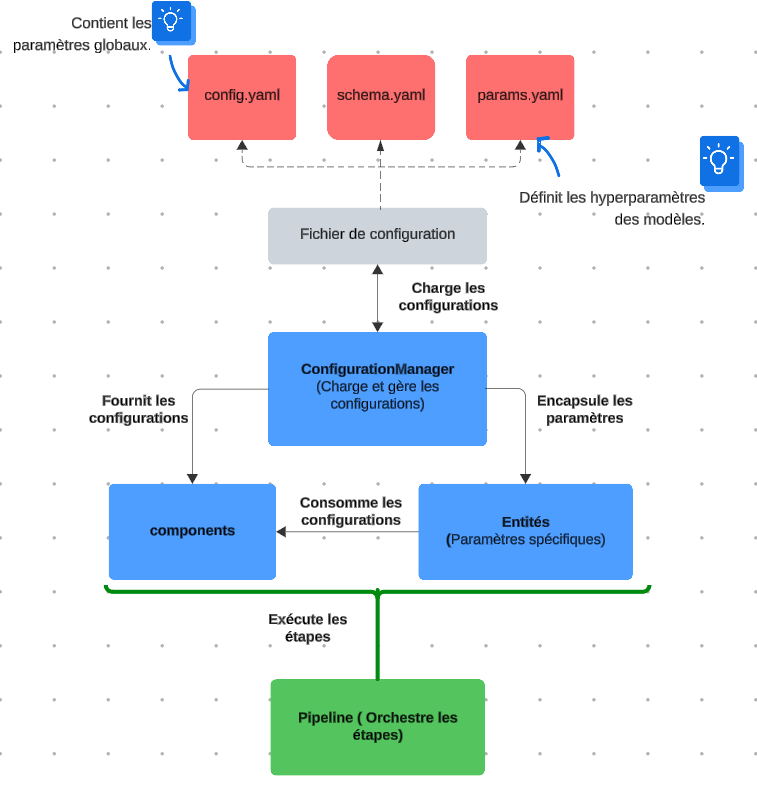 Contient les
paramètres globaux.
config.yaml
schema.yaml
params.yaml
Définit les hyperparamètres
des modèles.
Fichier de configuration
Charge les
configurations
ConfigurationManager
(Charge et gère les
configurations)
Fournit les
configurations
Encapsule les
paramètres
components
Consomme les
configurations
Entités
(Paramètres spécifiques)
Exécute les
étapes
Pipeline ( Orchestre les
étapes)